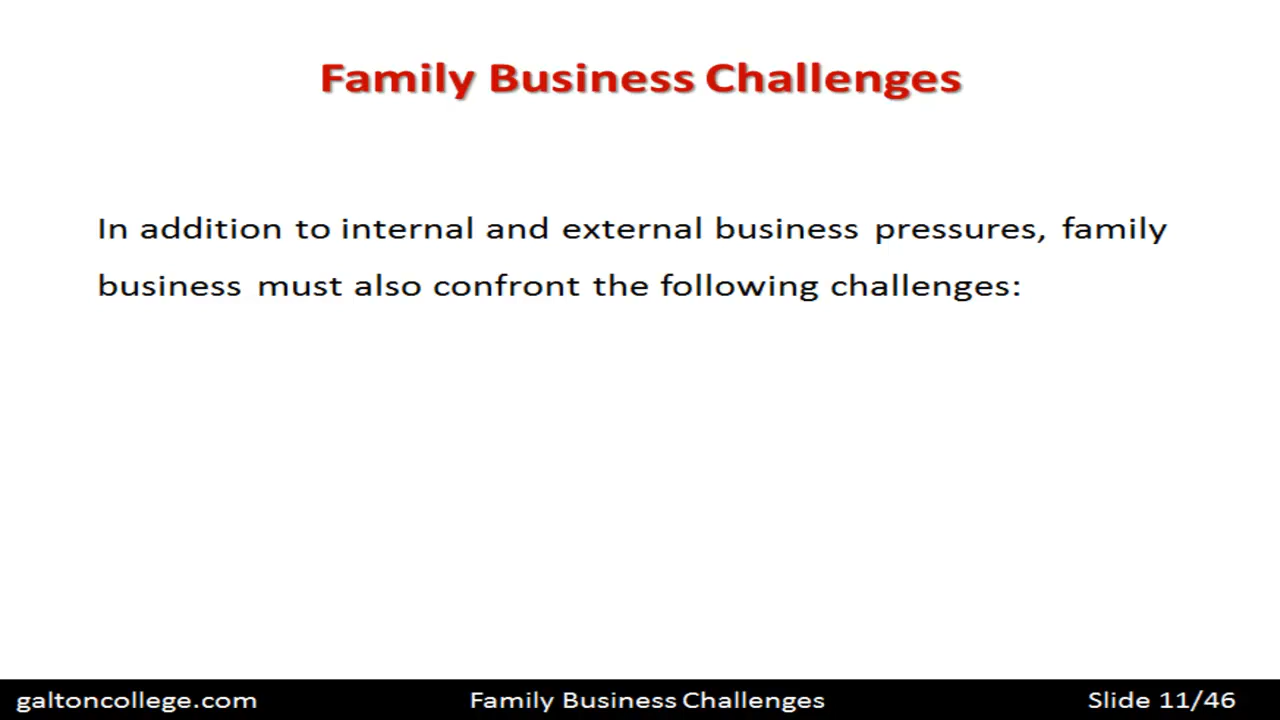 Family Business Challenges
In addition to internal and external business pressures, family
business must also confront the following challenges:
galtoncollege.com
Family Business Challenges
Slide 11/46